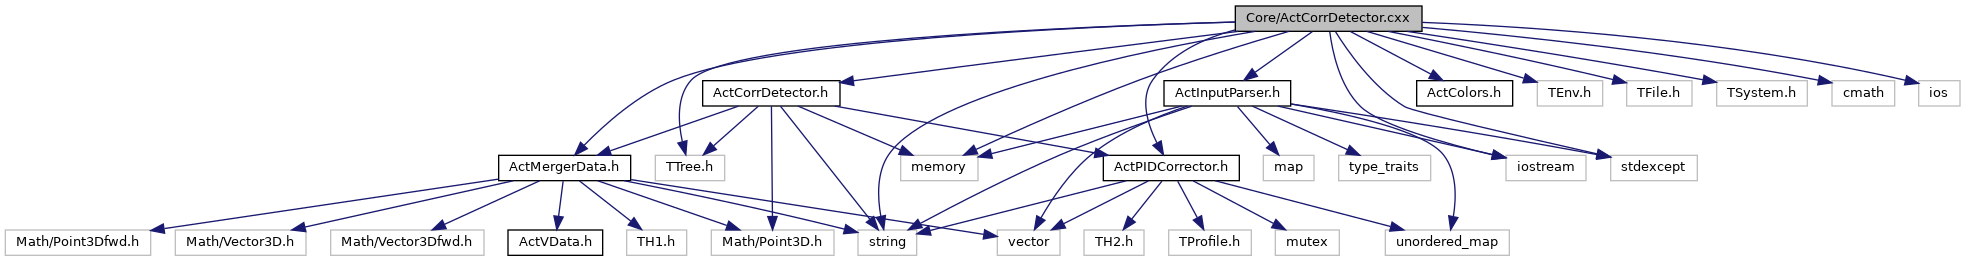 Core/ActCorrDetector.cxx
ActCorrDetector.h
ActInputParser.h
ActColors.h
TEnv.h
TFile.h
TSystem.h
cmath
ios
ActMergerData.h
TTree.h
memory
ActPIDCorrector.h
map
type_traits
iostream
stdexcept
Math/Point3Dfwd.h
Math/Vector3D.h
Math/Vector3Dfwd.h
ActVData.h
TH1.h
Math/Point3D.h
string
vector
TH2.h
TProfile.h
mutex
unordered_map